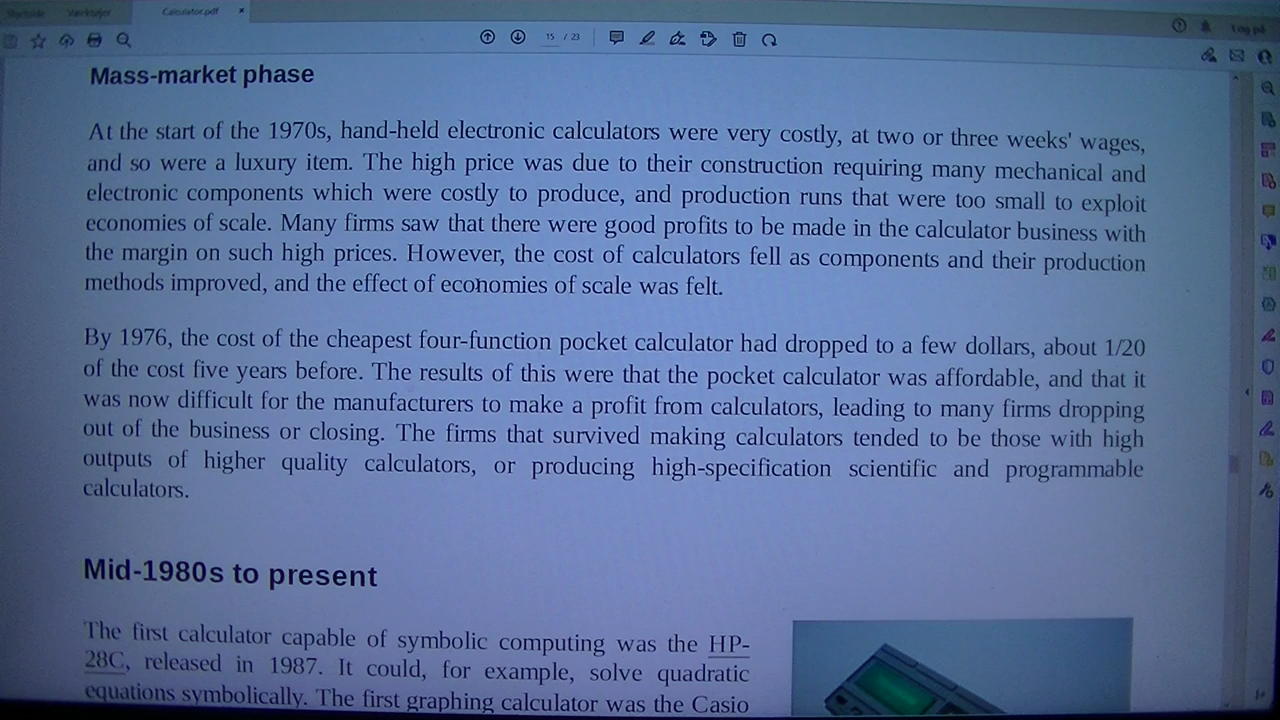 Startside Værktøjer Calculator.pdf ×
Log på
15 / 23
Mass-market phase
At the start of the 1970s, hand-held electronic calculators were very costly, at two or three weeks' wages,
and so were a luxury item. The high price was due to their construction requiring many mechanical and
electronic components which were costly to produce, and production runs that were too small to exploit
economies of scale. Many firms saw that there were good profits to be made in the calculator business with
the margin on such high prices. However, the cost of calculators fell as components and their production
methods improved, and the effect of economies of scale was felt.
By 1976, the cost of the cheapest four-function pocket calculator had dropped to a few dollars, about 1/20
of the cost five years before. The results of this were that the pocket calculator was affordable, and that it
was now difficult for the manufacturers to make a profit from calculators, leading to many firms dropping
out of the business or closing. The firms that survived making calculators tended to be those with high
outputs of higher quality calculators, or producing high-specification scientific and programmable
calculators.
Mid-1980s to present
The first calculator capable of symbolic computing was the HP-
28C, released in 1987. It could, for example, solve quadratic
equations symbolically. The first graphing calculator was the Casio